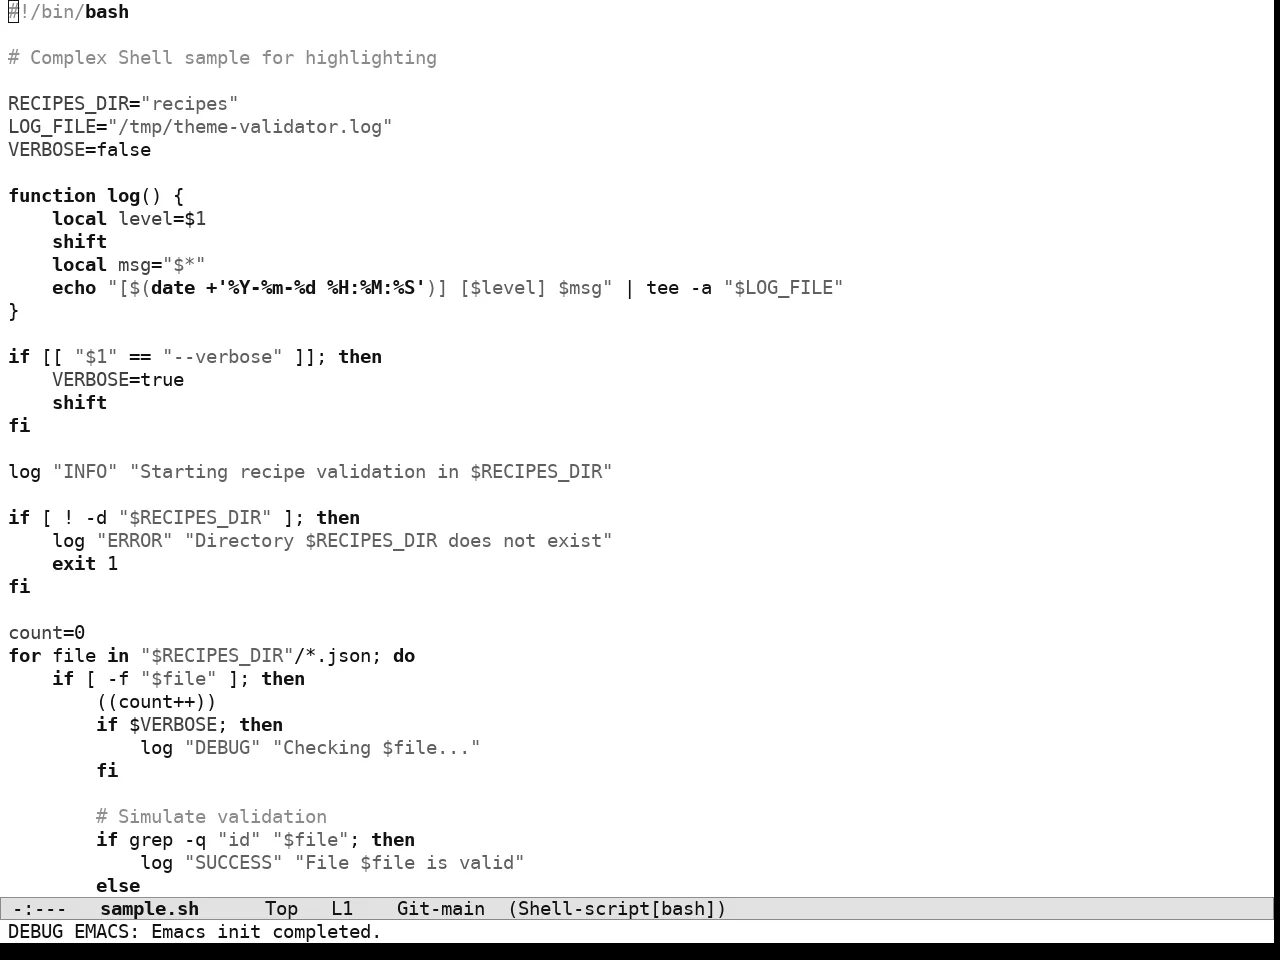 #!/bin/bash

# Complex Shell sample for highlighting

RECIPES_DIR="recipes"
LOG_FILE="/tmp/theme-validator.log"
VERBOSE=false

function log() {
    local level=$1
    shift
    local msg="$*"
    echo "[$(date +'%Y-%m-%d %H:%M:%S')] [$level] $msg" | tee -a "$LOG_FILE"
}

if [[ "$1" == "--verbose" ]]; then
    VERBOSE=true
    shift
fi

log "INFO" "Starting recipe validation in $RECIPES_DIR"

if [ ! -d "$RECIPES_DIR" ]; then
    log "ERROR" "Directory $RECIPES_DIR does not exist"
    exit 1
fi

count=0
for file in "$RECIPES_DIR"/*.json; do
    if [ -f "$file" ]; then
        ((count++))
        if $VERBOSE; then
            log "DEBUG" "Checking $file..."
        fi

        # Simulate validation
        if grep -q "id" "$file"; then
            log "SUCCESS" "File $file is valid"
        else
-:---   sample.sh      Top   L1    Git-main  (Shell-script[bash])
DEBUG EMACS: Emacs init completed.